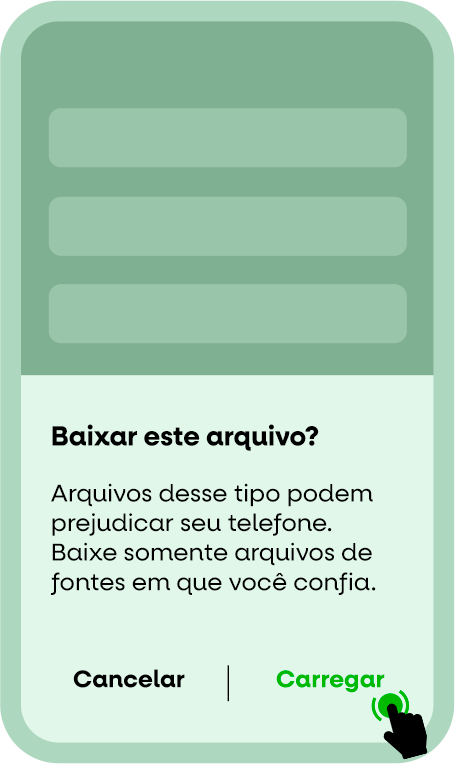 Baixar este arquivo?
Arquivos desse tipo podem
prejudicar seu telefone.
Baixe somente arquivos de
fontes em que você confia.
Cancelar
Carregar